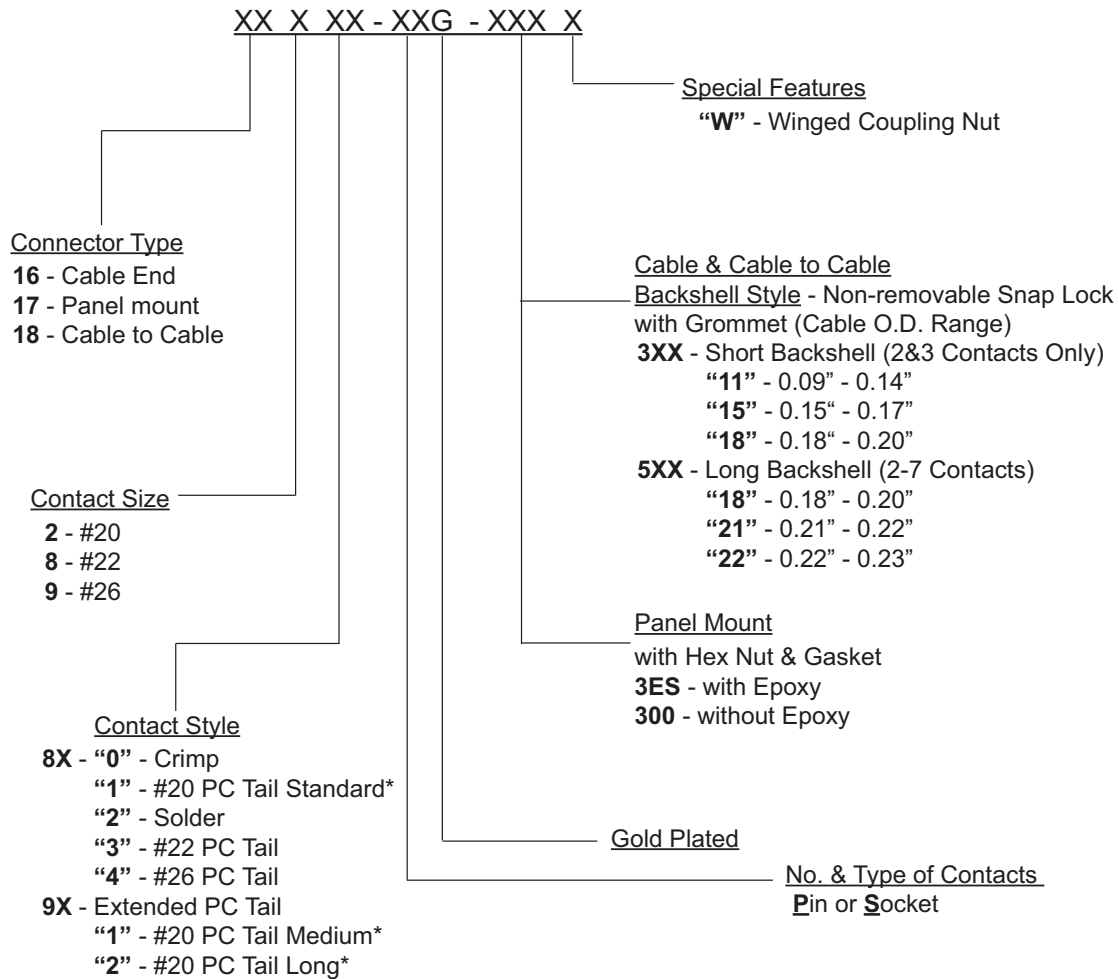 XX X XX - XXG - XXX X
Special Features
“W” - Winged Coupling Nut
Connector Type
16 - Cable End
17 - Panel mount
18 - Cable to Cable
Cable & Cable to Cable
Backshell Style - Non-removable Snap Lock
with Grommet (Cable O.D. Range)
3XX - Short Backshell (2&3 Contacts Only)
“11” - 0.09” - 0.14”
“15” - 0.15“ - 0.17”
“18” - 0.18“ - 0.20”
5XX - Long Backshell (2-7 Contacts)
“18” - 0.18” - 0.20”
“21” - 0.21” - 0.22”
“22” - 0.22” - 0.23”
Contact Size
2 - #20
8 - #22
9 - #26
Panel Mount
with Hex Nut & Gasket
3ES - with Epoxy
300 - without Epoxy
Contact Style
8X - “0” - Crimp
“1” - #20 PC Tail Standard*
“2” - Solder
“3” - #22 PC Tail
“4” - #26 PC Tail
9X - Extended PC Tail
“1” - #20 PC Tail Medium*
“2” - #20 PC Tail Long*
Gold Plated
No. & Type of Contacts
Pin or Socket